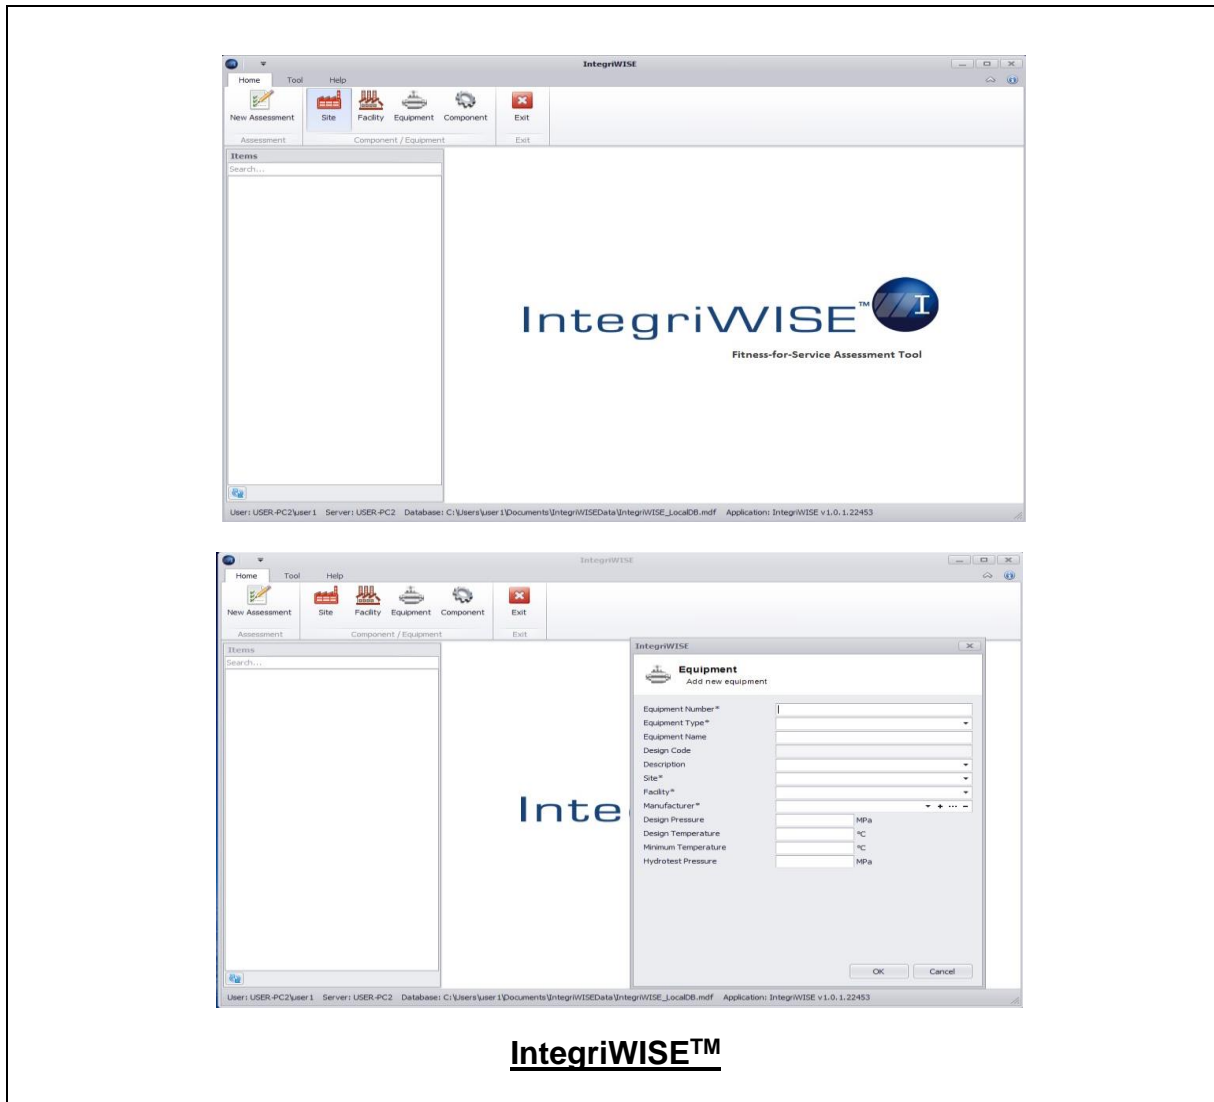 IntegriWISE
Home Tool Help
New Assessment Site Facility Equipment Component Exit
Assessment Component / Equipment Exit
Items
Search...
IntegriWISE™ I
Fitness-for-Service Assessment Tool
User: USER-PC2\user1 Server: USER-PC2 Database: C:\Users\user1\Documents\IntegriWISEData\IntegriWISE_LocalDB.mdf Application: IntegriWISE v1.0.1.22453
IntegriWISE
Home Tool Help
New Assessment Site Facility Equipment Component Exit
Assessment Component / Equipment Exit
Items
Search...
Inte
IntegriWISE
Equipment
Add new equipment
Equipment Number*
Equipment Type*
Equipment Name
Design Code
Description
Site*
Facility*
Manufacturer*
Design Pressure MPa
Design Temperature °C
Minimum Temperature °C
Hydrotest Pressure MPa
OK Cancel
User: USER-PC2\user1 Server: USER-PC2 Database: C:\Users\user1\Documents\IntegriWISEData\IntegriWISE_LocalDB.mdf Application: IntegriWISE v1.0.1.22453
IntegriWISE™